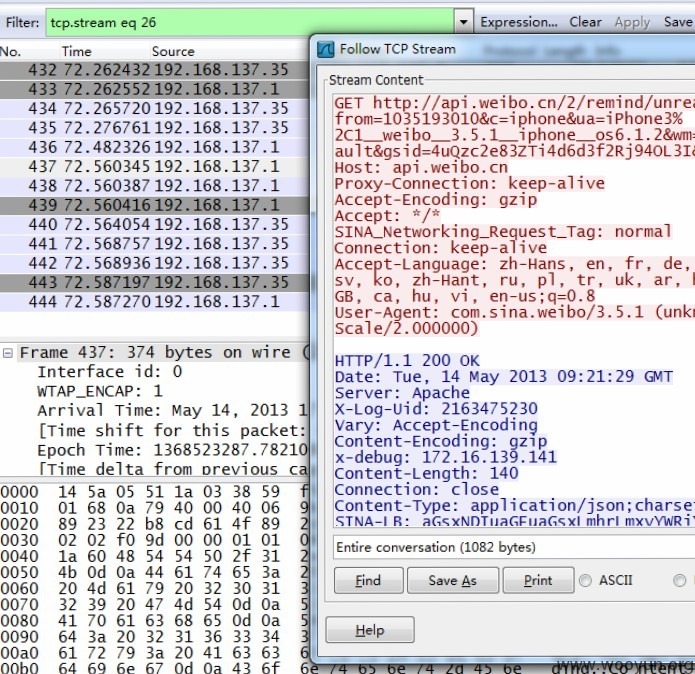 Filter: tcp.stream eq 26 Expression... Clear Apply Save
No. Time Source
432 72.262432 192.168.137.35
433 72.262552 192.168.137.1
434 72.265720 192.168.137.35
435 72.276761 192.168.137.35
436 72.482326 192.168.137.1
437 72.560345 192.168.137.1
438 72.560387 192.168.137.1
439 72.560416 192.168.137.1
440 72.564054 192.168.137.35
441 72.568757 192.168.137.35
442 72.568936 192.168.137.35
443 72.587197 192.168.137.35
444 72.587270 192.168.137.1
Frame 437: 374 bytes on wire (
Interface id: 0
WTAP_ENCAP: 1
Arrival Time: May 14, 2013 1
[Time shift for this packet:
Epoch Time: 1368523287.78210
[Time delta from previous ca
0000 14 5a 05 51 1a 03 38 59
0010 01 68 0a 79 40 00 40 06
0020 89 23 22 b8 cd 61 4f 89
0030 02 02 f0 9d 00 00 01 01
0040 1a 60 48 54 54 50 2f 31
0050 4b 0d 0a 44 61 74 65 3a
0060 20 4d 61 79 20 32 30 31
0070 32 39 20 47 4d 54 0d 0a
0080 41 70 61 63 68 65 0d 0a
0090 64 3a 20 32 31 36 33 34
00a0 61 72 79 3a 20 41 63 63
00b0 64 69 6e 67 0d 0a 43 6f 6e 74 65 6e 74 2d 45 6e
Follow TCP Stream
Stream Content
GET http://api.weibo.cn/2/remind/unrea
from=1035193010&c=iphone&ua=iPhone3%
2C1__weibo__3.5.1__iphone__os6.1.2&wm=
ault&gsid=4uQzc2e83ZTi4d6d3f2Rj94OL3I&
Host: api.weibo.cn
Proxy-Connection: keep-alive
Accept-Encoding: gzip
Accept: */*
SINA_Networking_Request_Tag: normal
Connection: keep-alive
Accept-Language: zh-Hans, en, fr, de,
sv, ko, zh-Hant, ru, pl, tr, uk, ar, h
GB, ca, hu, vi, en-us;q=0.8
User-Agent: com.sina.weibo/3.5.1 (unkn
Scale/2.000000)
HTTP/1.1 200 OK
Date: Tue, 14 May 2013 09:21:29 GMT
Server: Apache
X-Log-Uid: 2163475230
Vary: Accept-Encoding
Content-Encoding: gzip
x-debug: 172.16.139.141
Content-Length: 140
Connection: close
Content-Type: application/json;charset
SINA-LB:
Entire conversation (1082 bytes)
Find Save As Print ASCII
Help
www.wooyun.org